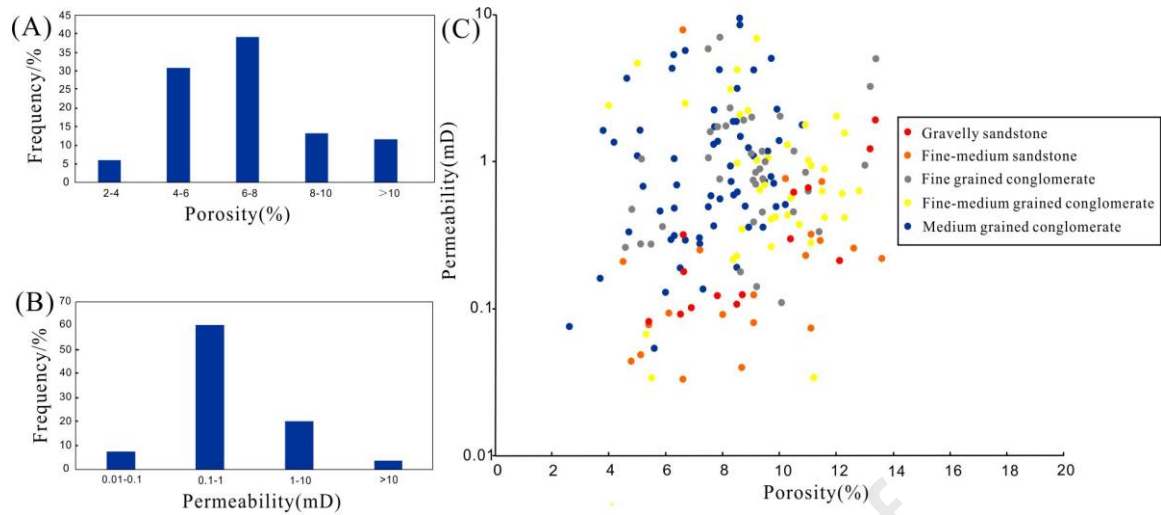 (A)
Frequency/%
45
40
35
30
25
20
15
10
5
0
2-4
4-6
6-8
8-10
>10
Porosity(%)
(B)
Frequency/%
70
60
50
40
30
20
10
0
0.01-0.1
0.1-1
1-10
>10
Permeability(mD)
(C)
Permeability(mD)
10
1
0.1
0.01
0
2
4
6
8
10
12
14
16
18
20
Porosity(%)
Gravelly sandstone
Fine-medium sandstone
Fine grained conglomerate
Fine-medium grained conglomerate
Medium grained conglomerate
f